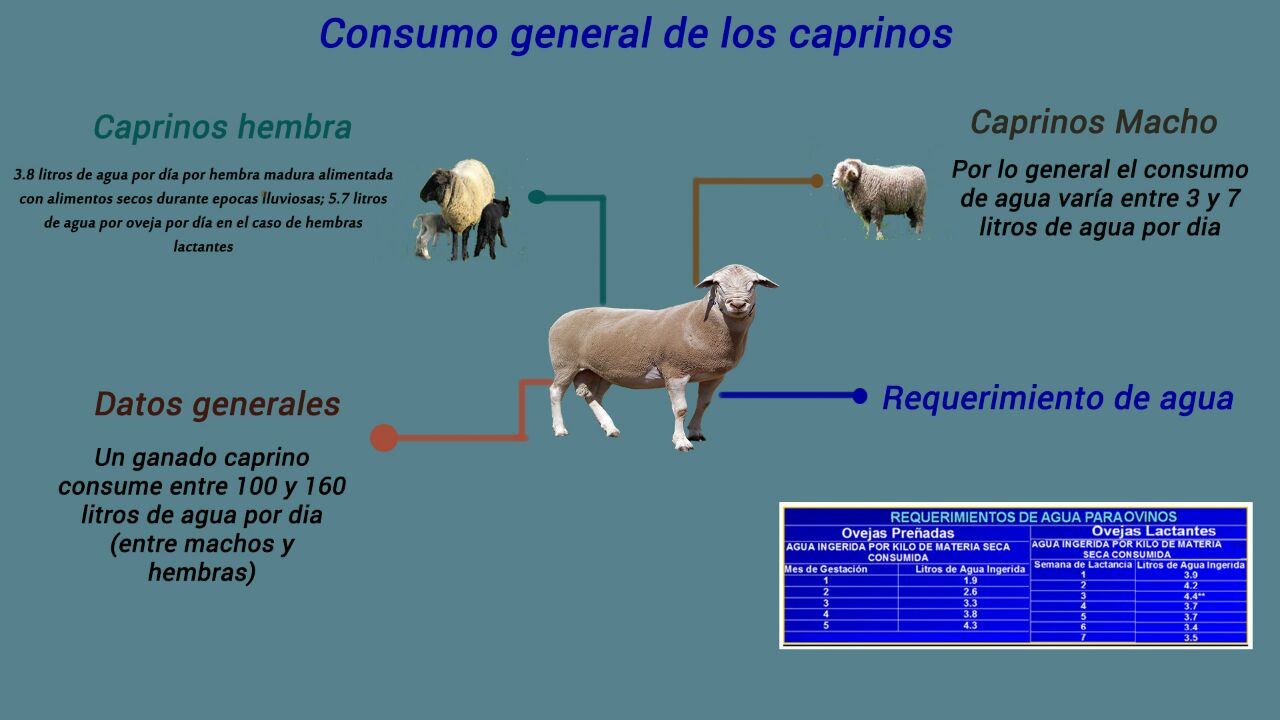 Consumo general de los caprinos
Caprinos hembra
3.8 litros de agua por día por hembra madura alimentada
con alimentos secos durante epocas lluviosas; 5.7 litros
de agua por oveja por día en el caso de hembras
lactantes
Caprinos Macho
Por lo general el consumo
de agua varía entre 3 y 7
litros de agua por dia
Datos generales
Un ganado caprino
consume entre 100 y 160
litros de agua por dia
(entre machos y
hembras)
Requerimiento de agua
REQUERIMIENTOS DE AGUA PARA OVINOS
Ovejas Preñadas
AGUA INGERIDA POR KILO DE MATERIA SECA
CONSUMIDA
Mes de Gestación Litros de Agua Ingerida
1 1.9
2 2.6
3 3.3
4 3.8
5 4.3
Ovejas Lactantes
AGUA INGERIDA POR KILO DE MATERIA
SECA CONSUMIDA
Semana de Lactancia Litros de Agua Ingerida
1 3.9
2 4.2
3 4.4**
4 3.7
5 3.7
6 3.4
7 3.5